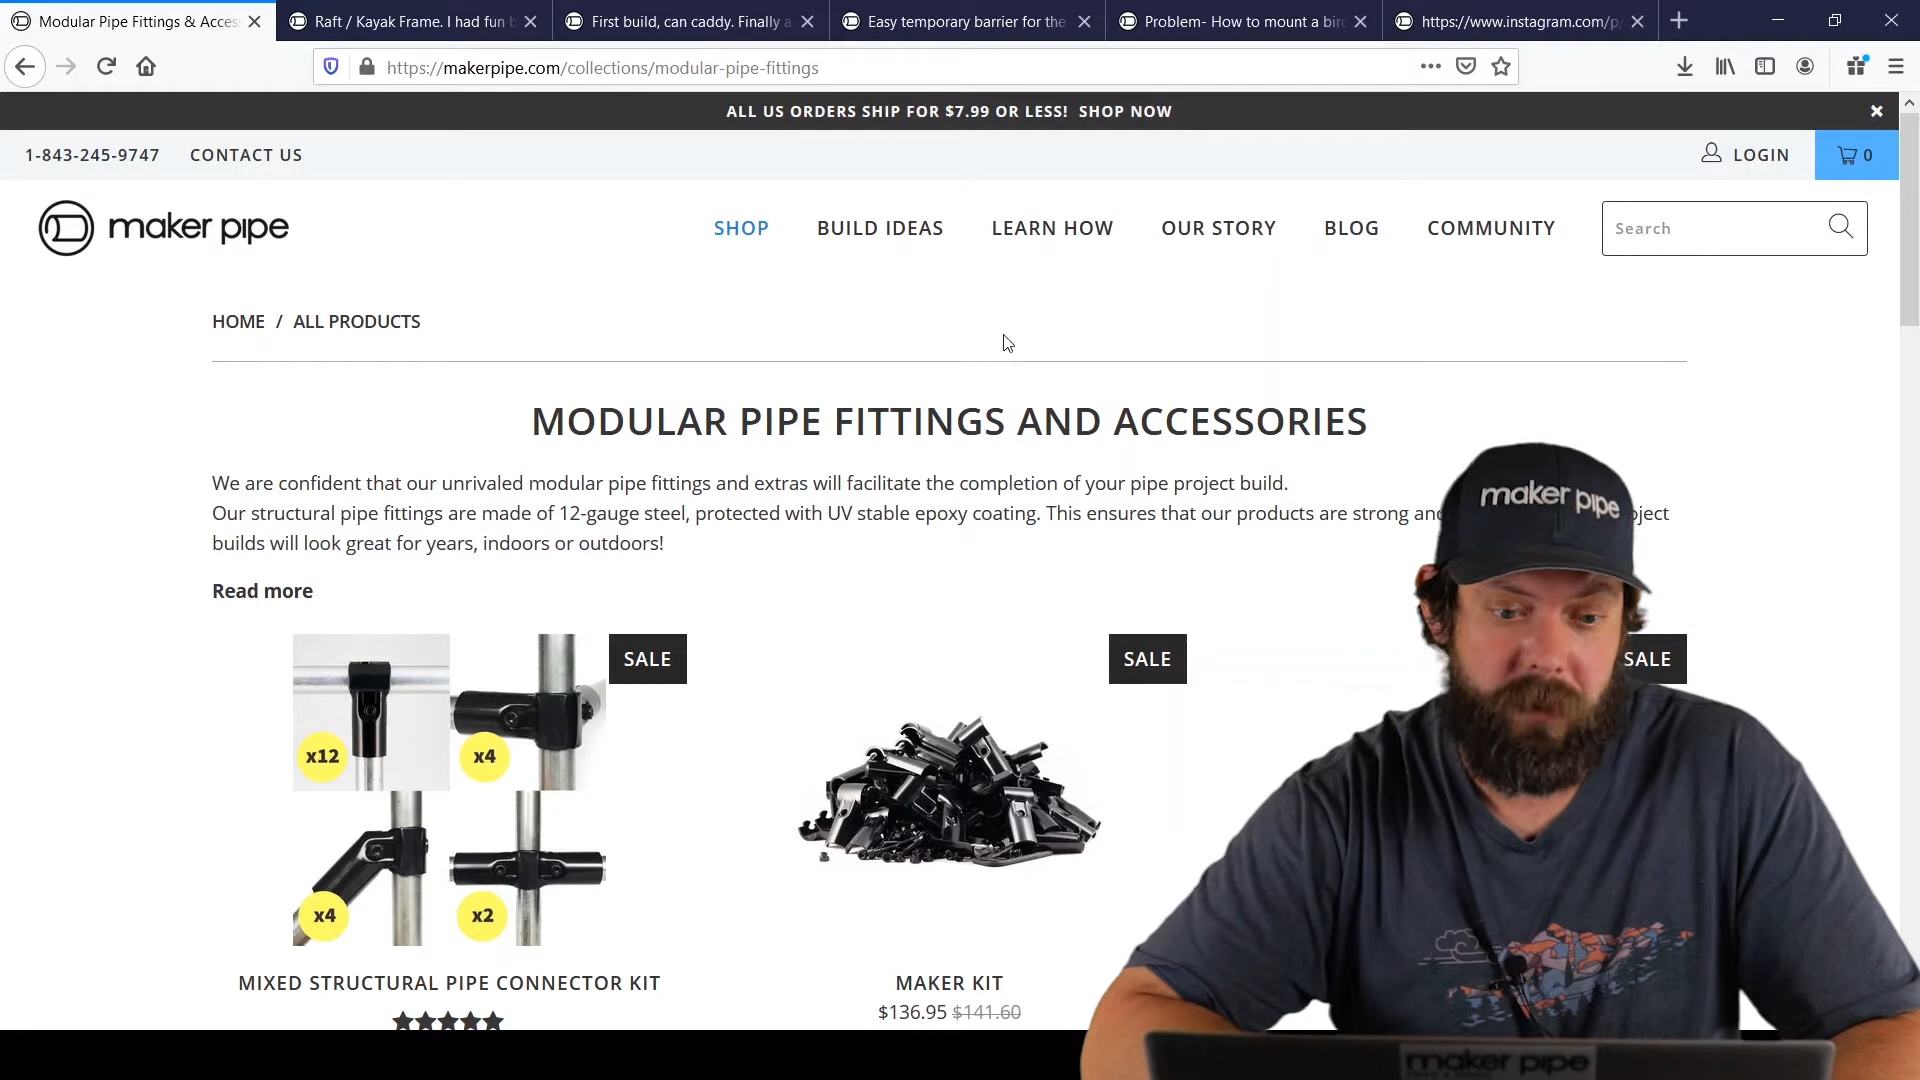 Modular Pipe Fittings & Acces
Raft / Kayak Frame. I had fun b
First build, can caddy. Finally a
Easy temporary barrier for the
Problem- How to mount a bir
https://www.instagram.com/p/
https://makerpipe.com/collections/modular-pipe-fittings
ALL US ORDERS SHIP FOR $7.99 OR LESS! SHOP NOW
1-843-245-9747 CONTACT US
LOGIN
0
maker pipe
SHOP BUILD IDEAS LEARN HOW OUR STORY BLOG COMMUNITY
Search
HOME / ALL PRODUCTS
MODULAR PIPE FITTINGS AND ACCESSORIES
We are confident that our unrivaled modular pipe fittings and extras will facilitate the completion of your pipe project build.
Our structural pipe fittings are made of 12-gauge steel, protected with UV stable epoxy coating. This ensures that our products are strong and oject
builds will look great for years, indoors or outdoors!
Read more
maker pipe
SALE
SALE
SALE
x12
x4
x4
x2
MIXED STRUCTURAL PIPE CONNECTOR KIT
MAKER KIT
$136.95 $141.60
maker pipe